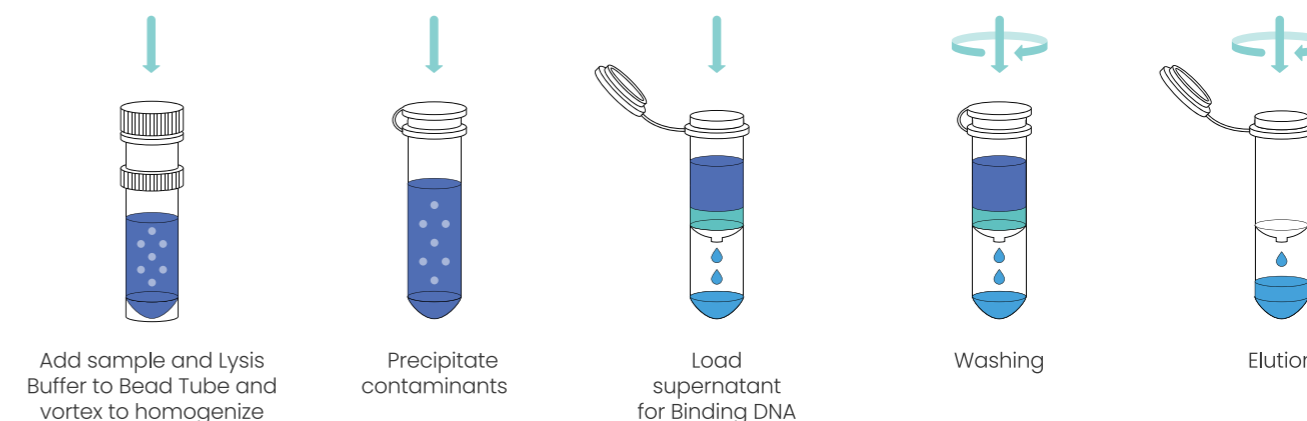 Add sample and Lysis
Buffer to Bead Tube and
vortex to homogenize
Precipitate
contaminants
Load
supernatant
for Binding DNA
Washing
Elution